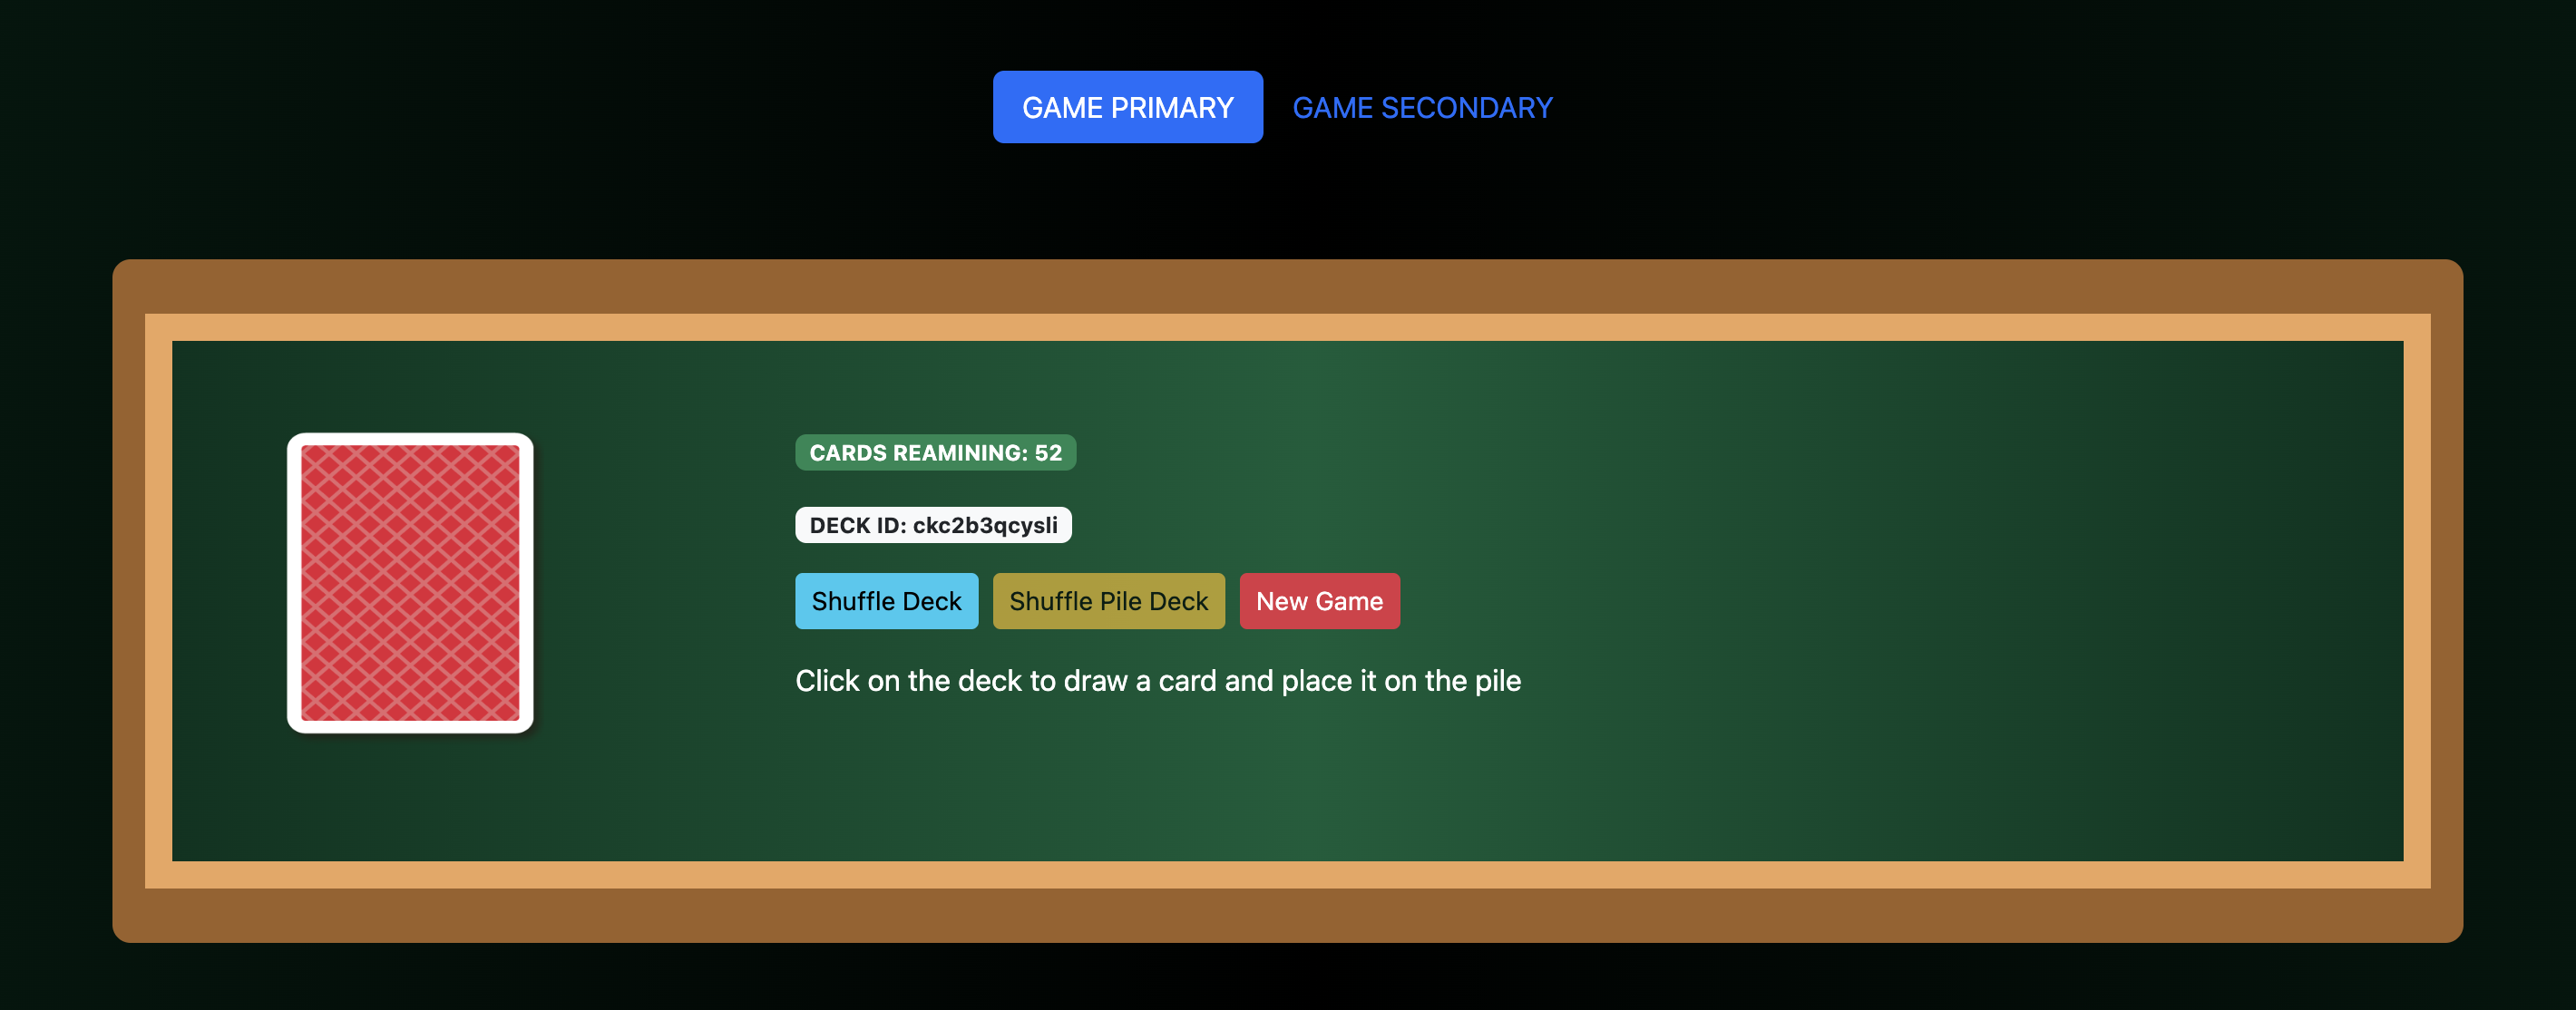 GAME PRIMARY GAME SECONDARY
CARDS REAMINING: 52
DECK ID: ckc2b3qcysli
Shuffle Deck Shuffle Pile Deck New Game
Click on the deck to draw a card and place it on the pile